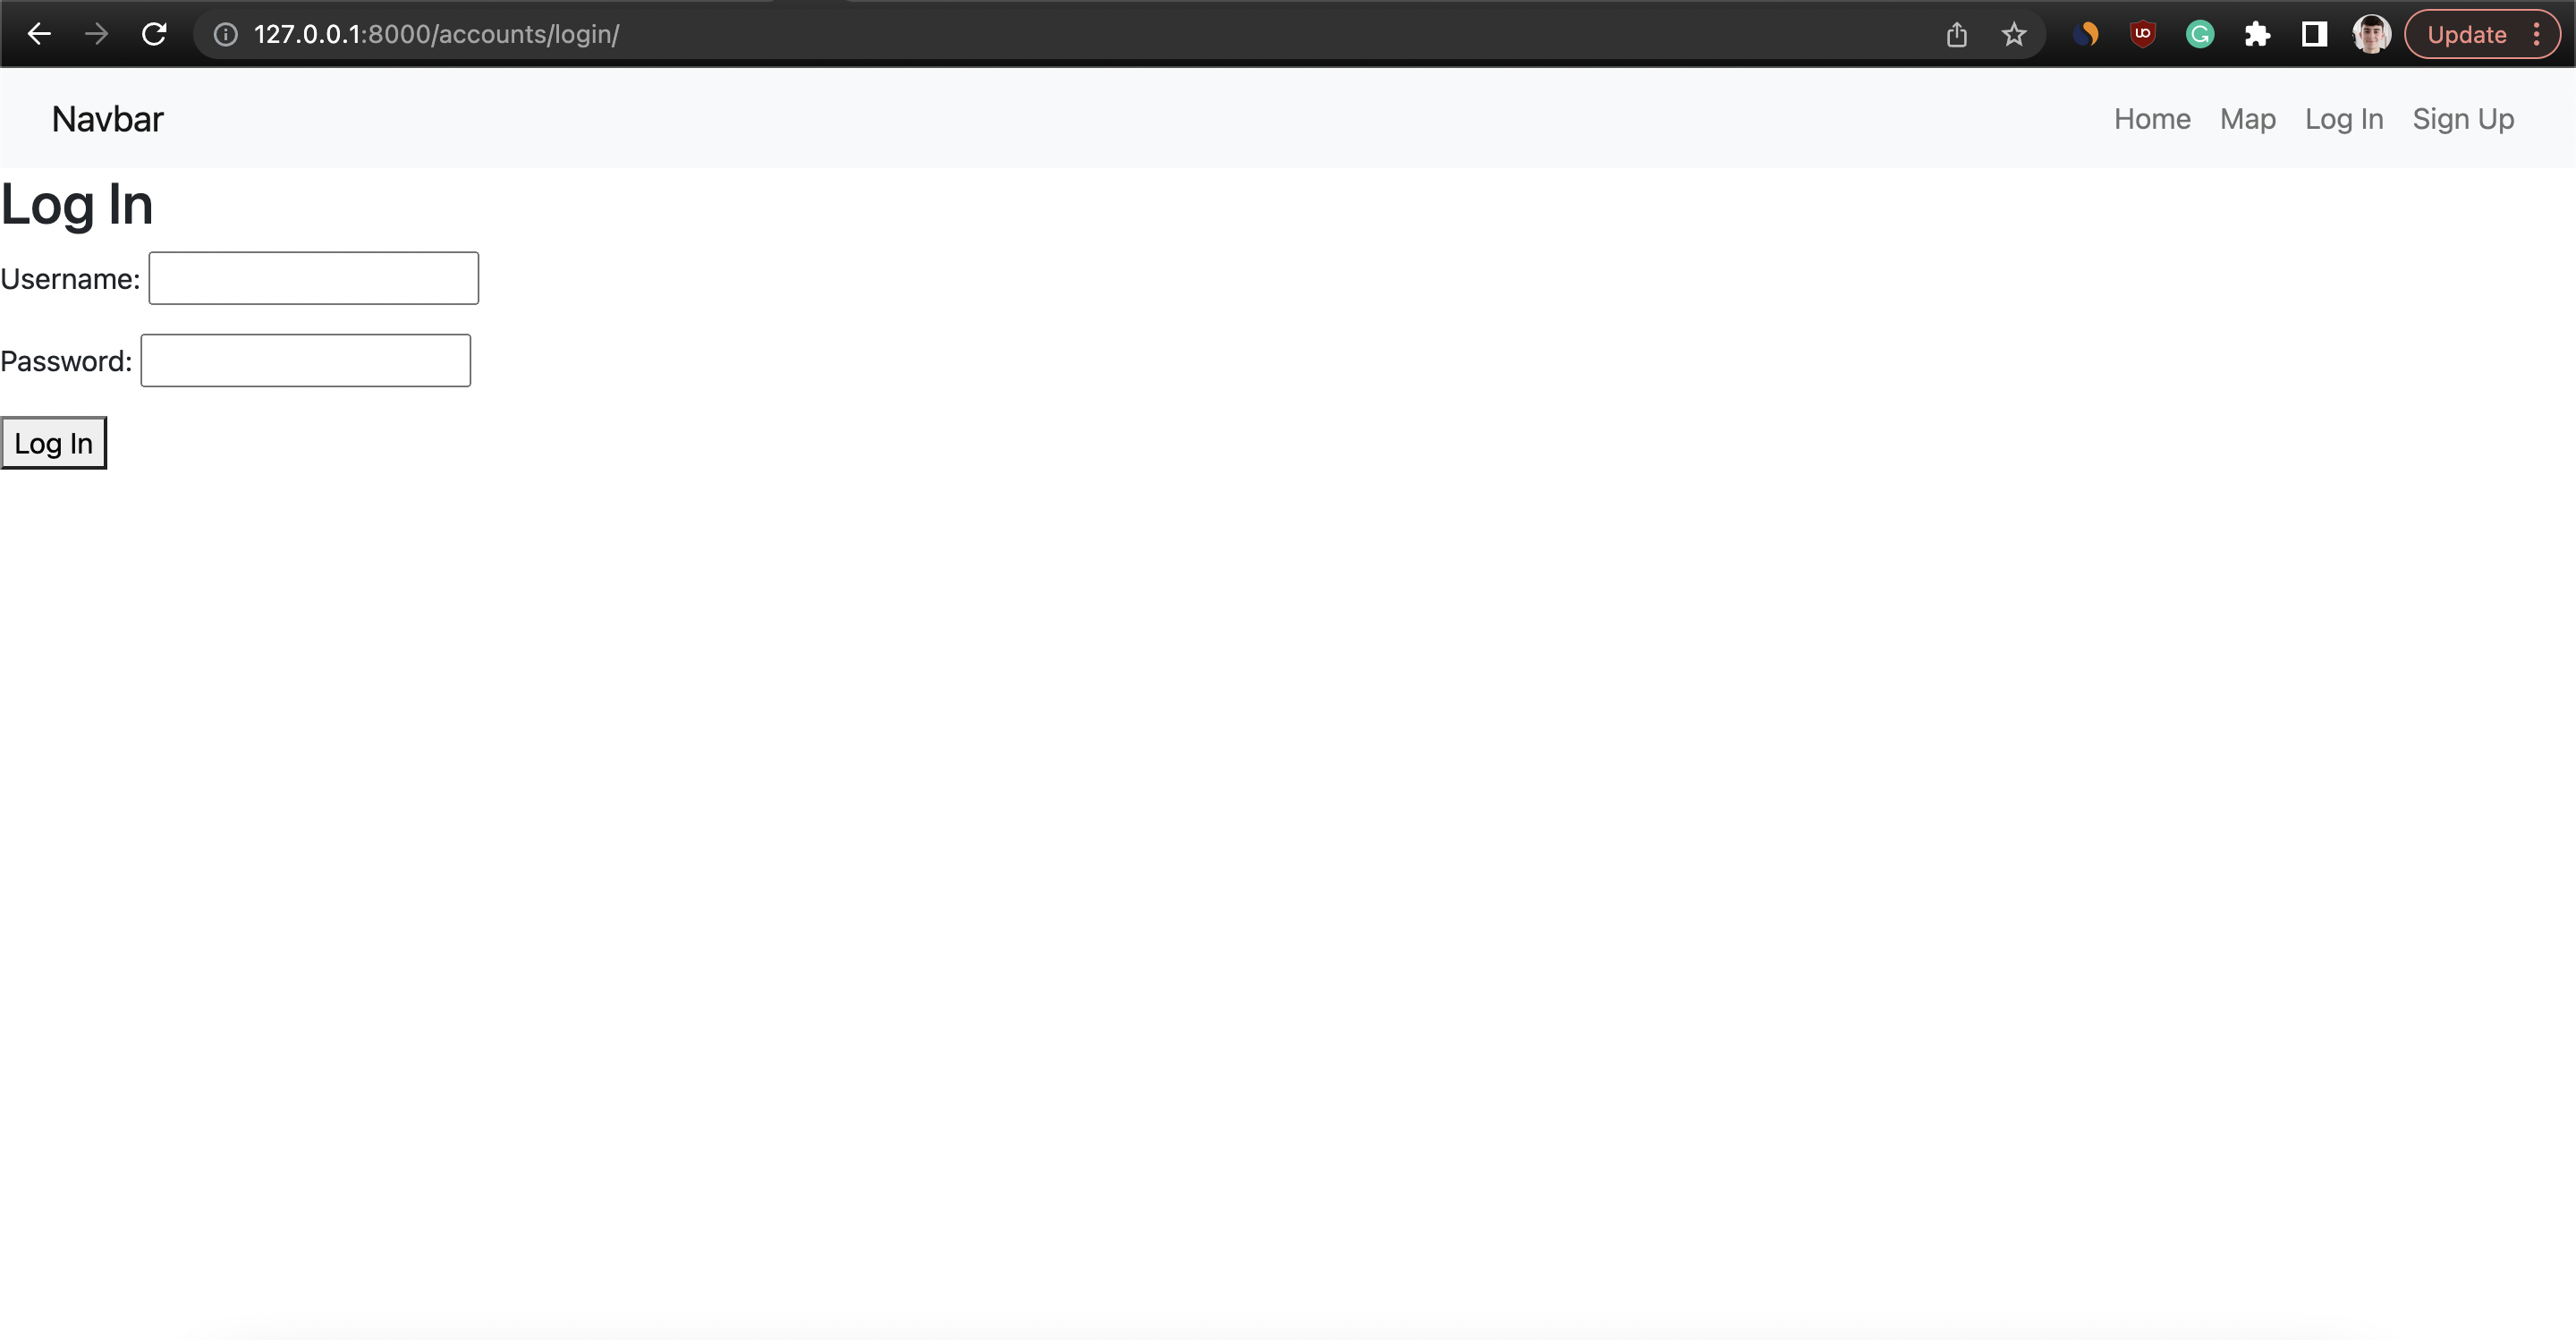 127.0.0.1:8000/accounts/login/
Update
Navbar
Home Map Log In Sign Up
Log In
Username:
Password:
Log In